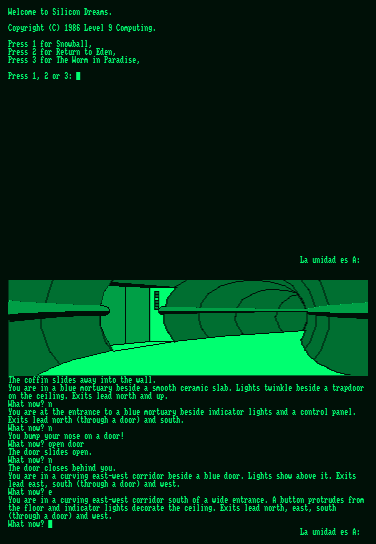 Welcome to Silicon Dreams.
Copyright (C) 1986 Level 9 Computing.
Press 1 for Snowball,
Press 2 for Return to Eden,
Press 3 for The Worm in Paradise,
Press 1, 2 or 3:
La unidad es A:
The coffin slides away into the wall.
You are in a blue mortuary beside a smooth ceramic slab. Lights twinkle beside a trapdoor
on the ceiling. Exits lead north and up.
What now? n
You are at the entrance to a blue mortuary beside indicator lights and a control panel.
Exits lead north (through a door) and south.
What now? n
You bump your nose on a door!
What now? open door
The door slides open.
What now? n
The door closes behind you.
You are in a curving east-west corridor beside a blue door. Lights show above it. Exits
lead east, south (through a door) and west.
What now? e
You are in a curving east-west corridor south of a wide entrance. A button protrudes from
the floor and indicator lights decorate the ceiling. Exits lead north, east, south
(through a door) and west.
What now?
La unidad es A: